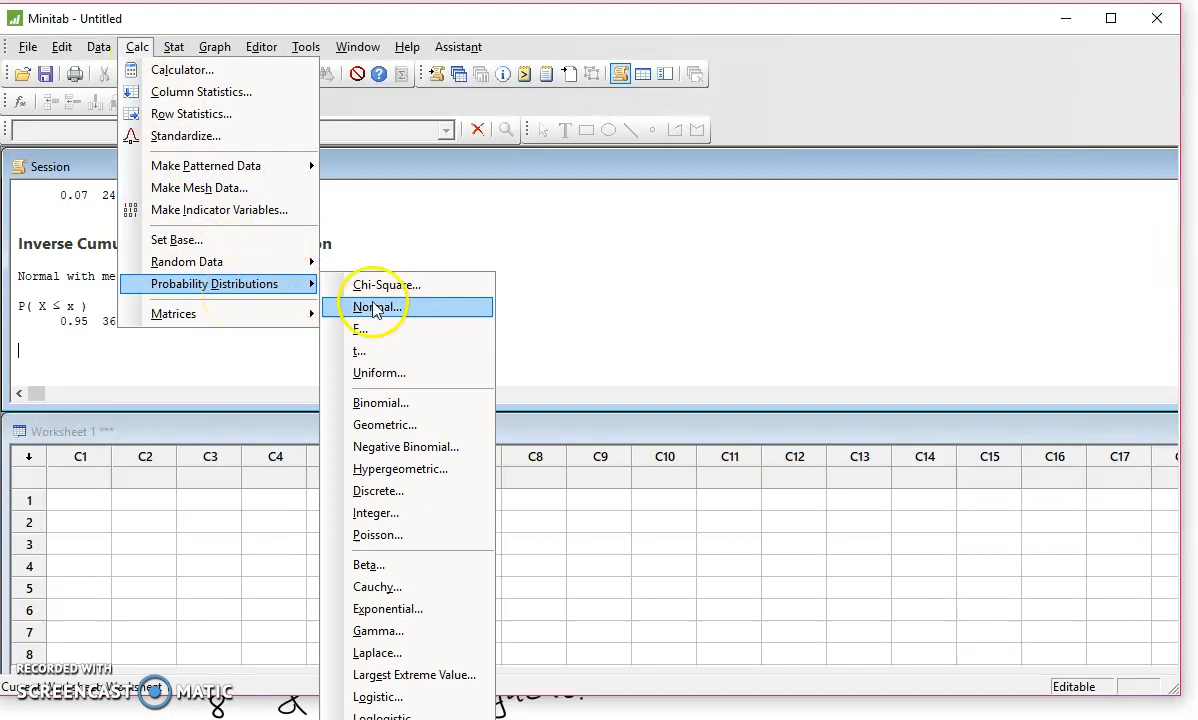 Minitab - Untitled
File Edit Data Calc Stat Graph Editor Tools Window Help Assistant
Calculator...
Column Statistics...
Row Statistics...
Standardize...
Make Patterned Data
Make Mesh Data...
Make Indicator Variables...
Set Base...
Random Data
Probability Distributions
Matrices
Chi-Square...
Normal...
F...
t...
Uniform...
Binomial...
Geometric...
Negative Binomial...
Hypergeometric...
Discrete...
Integer...
Poisson...
Beta...
Cauchy...
Exponential...
Gamma...
Laplace...
Largest Extreme Value...
Logistic...
Loglogistic
Session
0.07 24
Inverse Cumu on
Normal with me
P( X ≤ x )
0.95 36
Worksheet 1 ***
C1 C2 C3 C4 C8 C9 C10 C11 C12 C13 C14 C15 C16 C17
1
2
3
4
5
6
7
8
RECORDED WITH
SCREENCAST MATIC
Editable